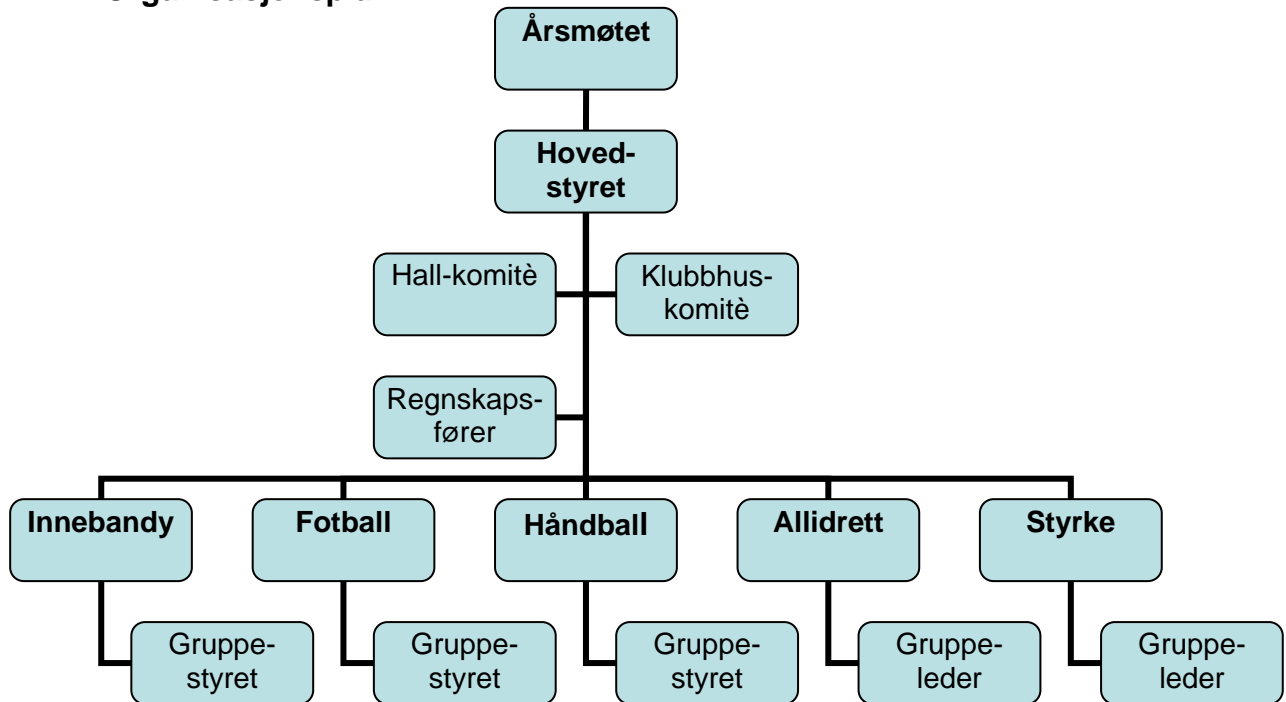 Årsmøtet
Hoved-
styret
Hall-komitè
Klubbhus-
komitè
Regnskaps-
fører
Innebandy
Fotball
Håndball
Allidrett
Styrke
Gruppe-
styret
Gruppe-
styret
Gruppe-
styret
Gruppe-
leder
Gruppe-
leder